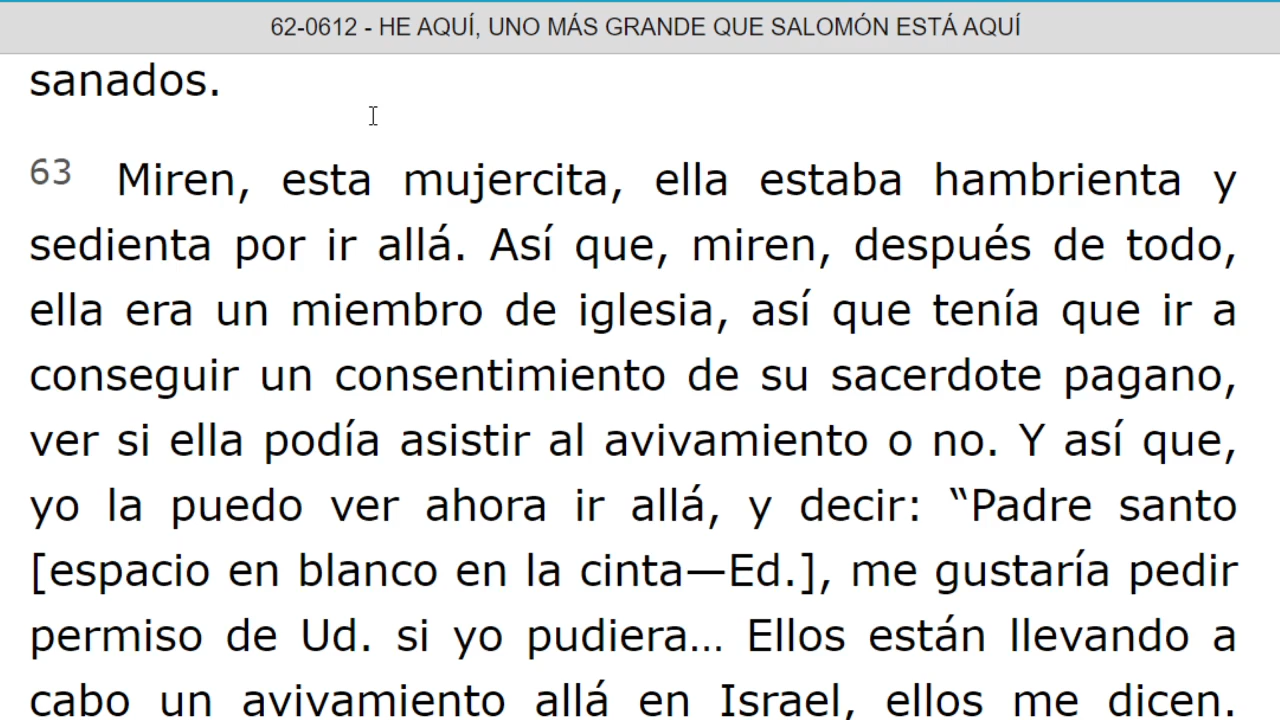 62-0612 - HE AQUÍ, UNO MÁS GRANDE QUE SALOMÓN ESTÁ AQUÍ
sanados.
63 Miren, esta mujercita, ella estaba hambrienta y
sedienta por ir allá. Así que, miren, después de todo,
ella era un miembro de iglesia, así que tenía que ir a
conseguir un consentimiento de su sacerdote pagano,
ver si ella podía asistir al avivamiento o no. Y así que,
yo la puedo ver ahora ir allá, y decir: “Padre santo
[espacio en blanco en la cinta—Ed.], me gustaría pedir
permiso de Ud. si yo pudiera… Ellos están llevando a
cabo un avivamiento allá en Israel, ellos me dicen.